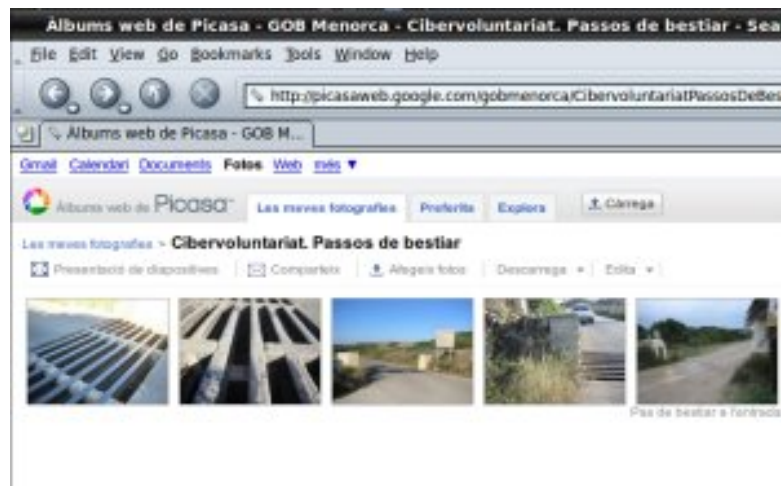 Àlbums web de Picasa - GOB Menorca - Cibervoluntariat. Passos de bestiar - Sea
File Edit View Go Bookmarks Tools Window Help
http://picasaweb.google.com/gobmenorca/CibervoluntariatPassosDeBes
Àlbums web de Picasa - GOB M...
Gmail Calendari Documents Fotos Web més ▼
Àlbums web de Picasa™ Les meves fotografies Preferits Explora Càrrega
Les meves fotografies > Cibervoluntariat. Passos de bestiar
Presentació de diapositives Comparteix Afegeix fotos Descarrega Edita
Pas de bestiar a l'entrada